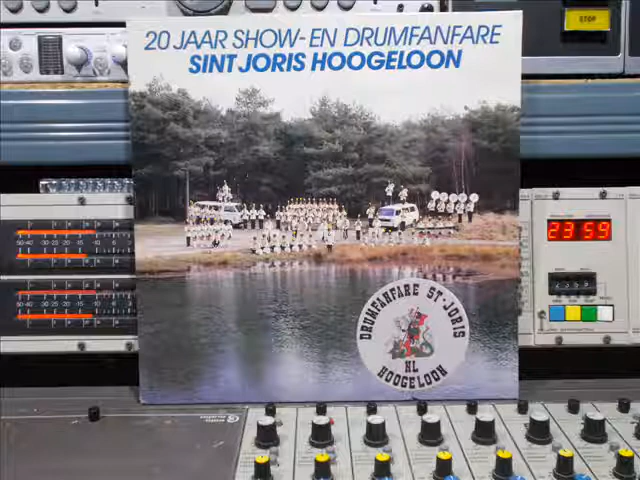 20 JAAR SHOW- EN DRUMFANFARE
SINT JORIS HOOGELOON
STOP
23 59
DRUMFANFARE ST-JORIS
NL
HOOGELOON